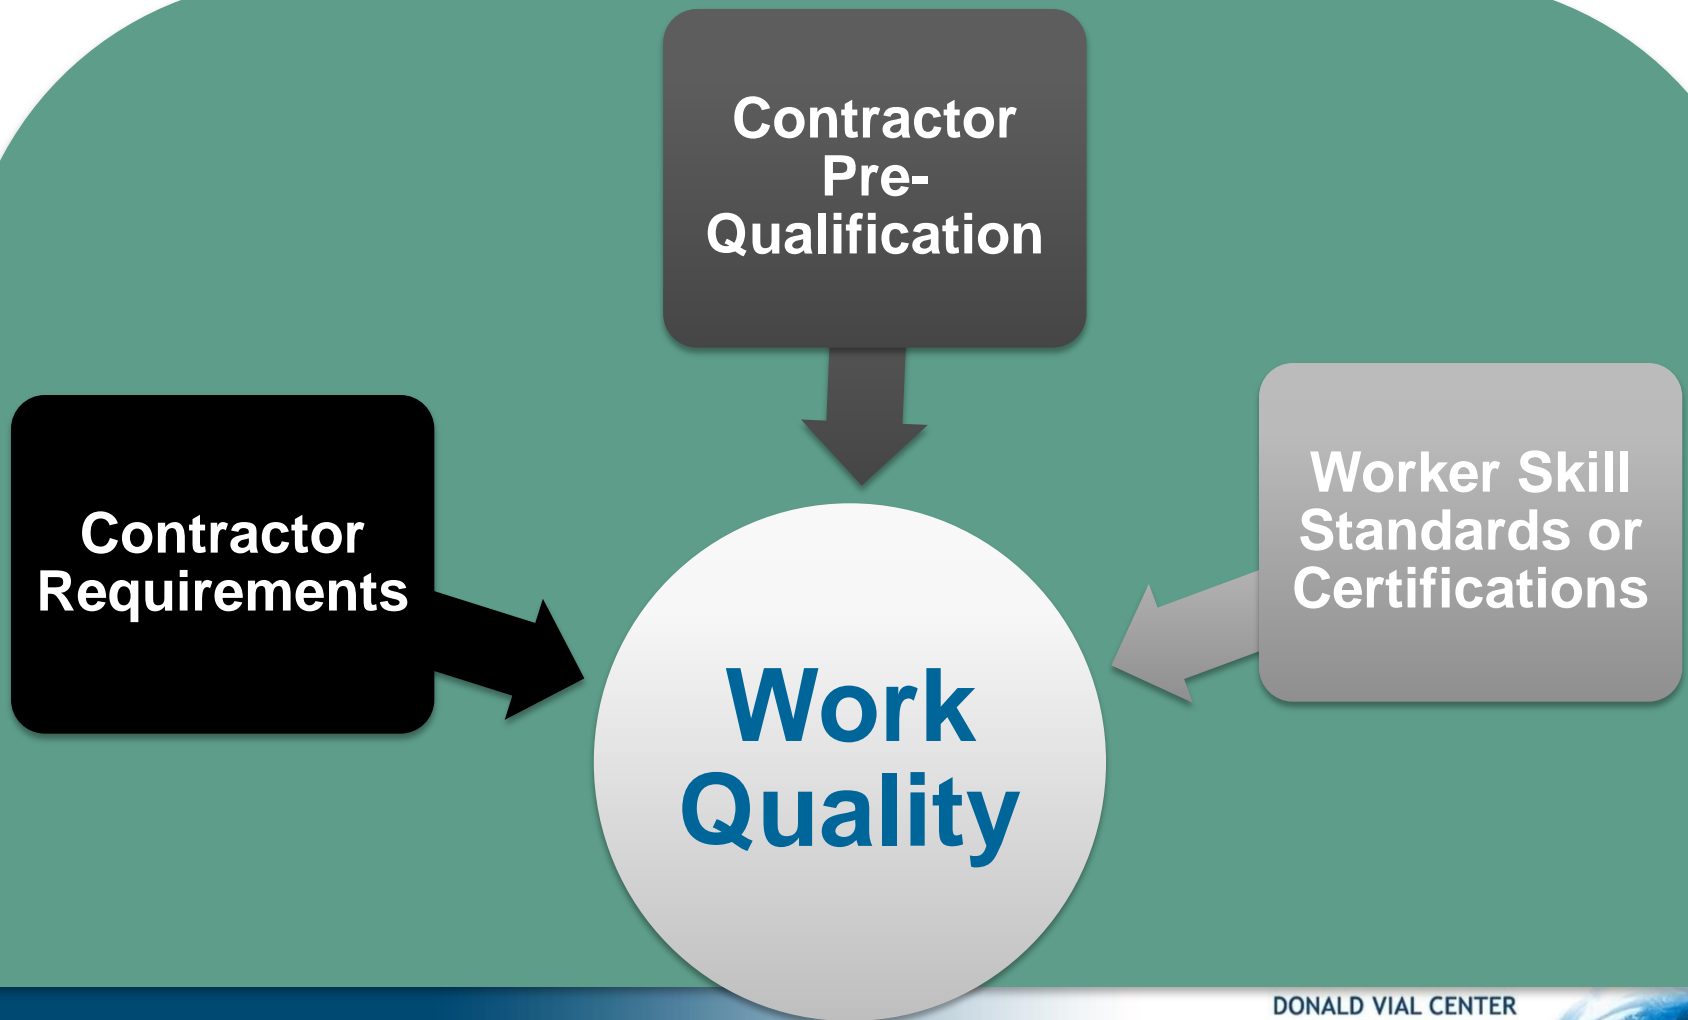 Contractor
Pre-
Qualification
Contractor
Requirements
Worker Skill
Standards or
Certifications
Work
Quality
DONALD VIAL CENTER